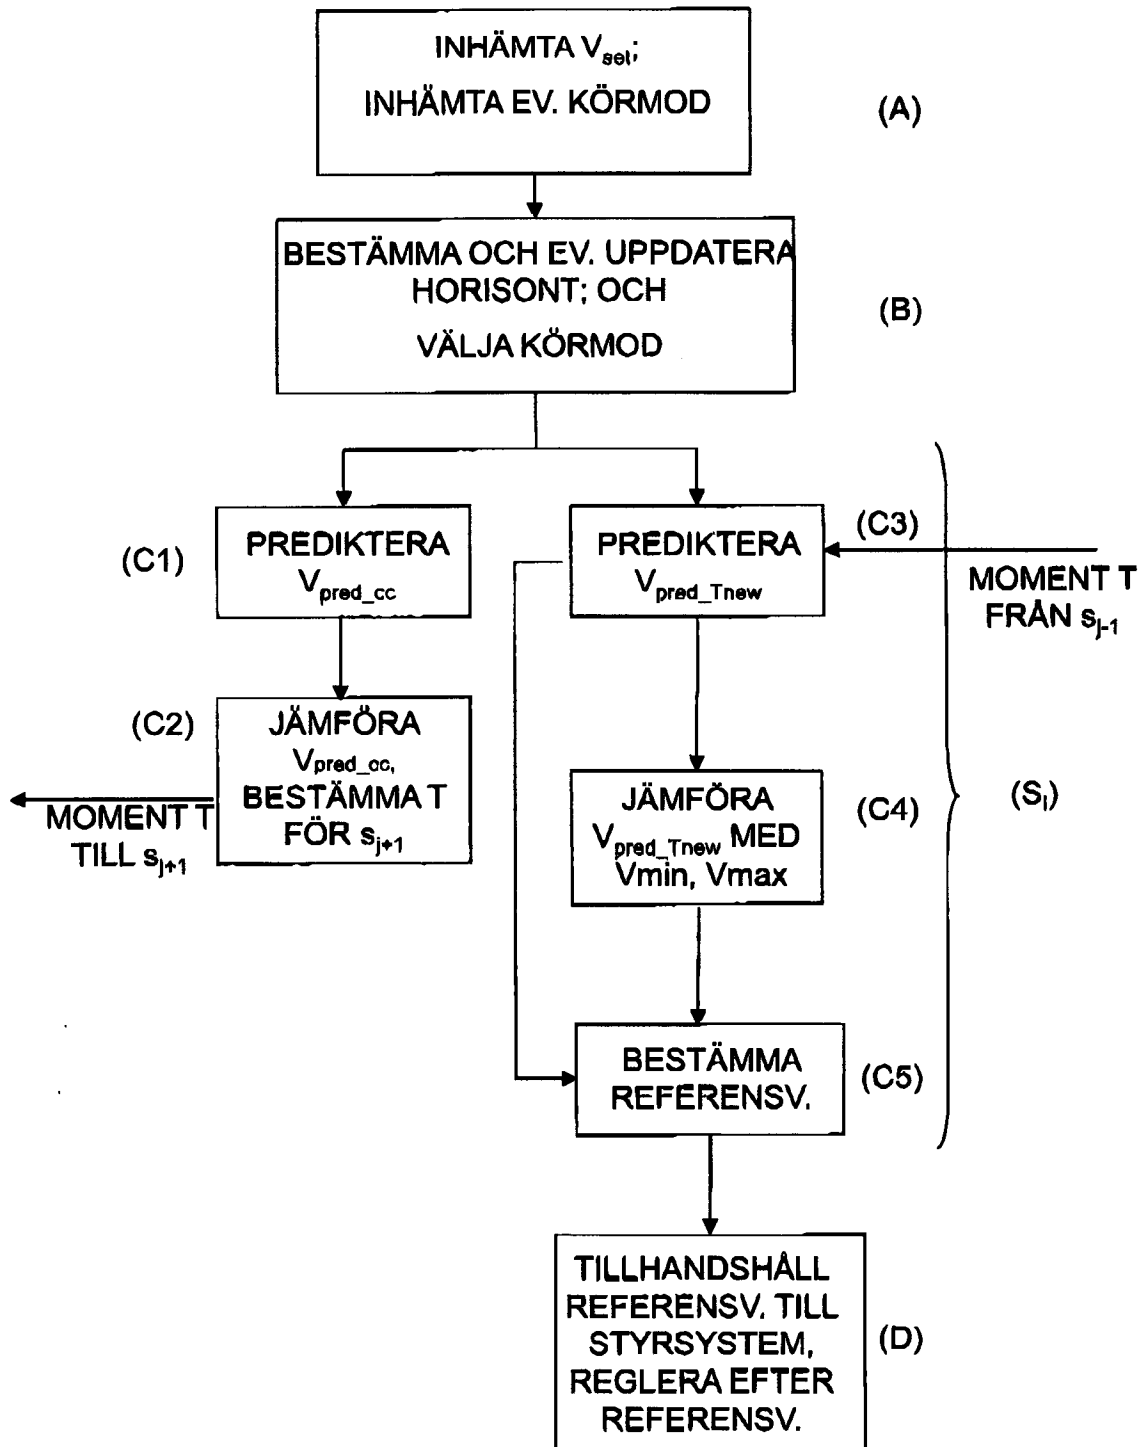 INHÄMTA V_set;
INHÄMTA EV. KÖRMOD
(A)
BESTÄMMA OCH EV. UPPDATERA
HORISONT; OCH
VÄLJA KÖRMOD
(B)
(C1)
PREDIKTERA
V_pred_cc
PREDIKTERA
V_pred_Tnew
(C3)
MOMENT T
FRÅN s_j-1
(C2)
JÄMFÖRA
V_pred_cc,
BESTÄMMA T
FÖR s_j+1
MOMENT T
TILL s_j+1
JÄMFÖRA
V_pred_Tnew MED
Vmin, Vmax
(C4)
(S_i)
BESTÄMMA
REFERENSV.
(C5)
TILLHANDSHÅLL
REFERENSV. TILL
STYRSYSTEM,
REGLERA EFTER
REFERENSV.
(D)